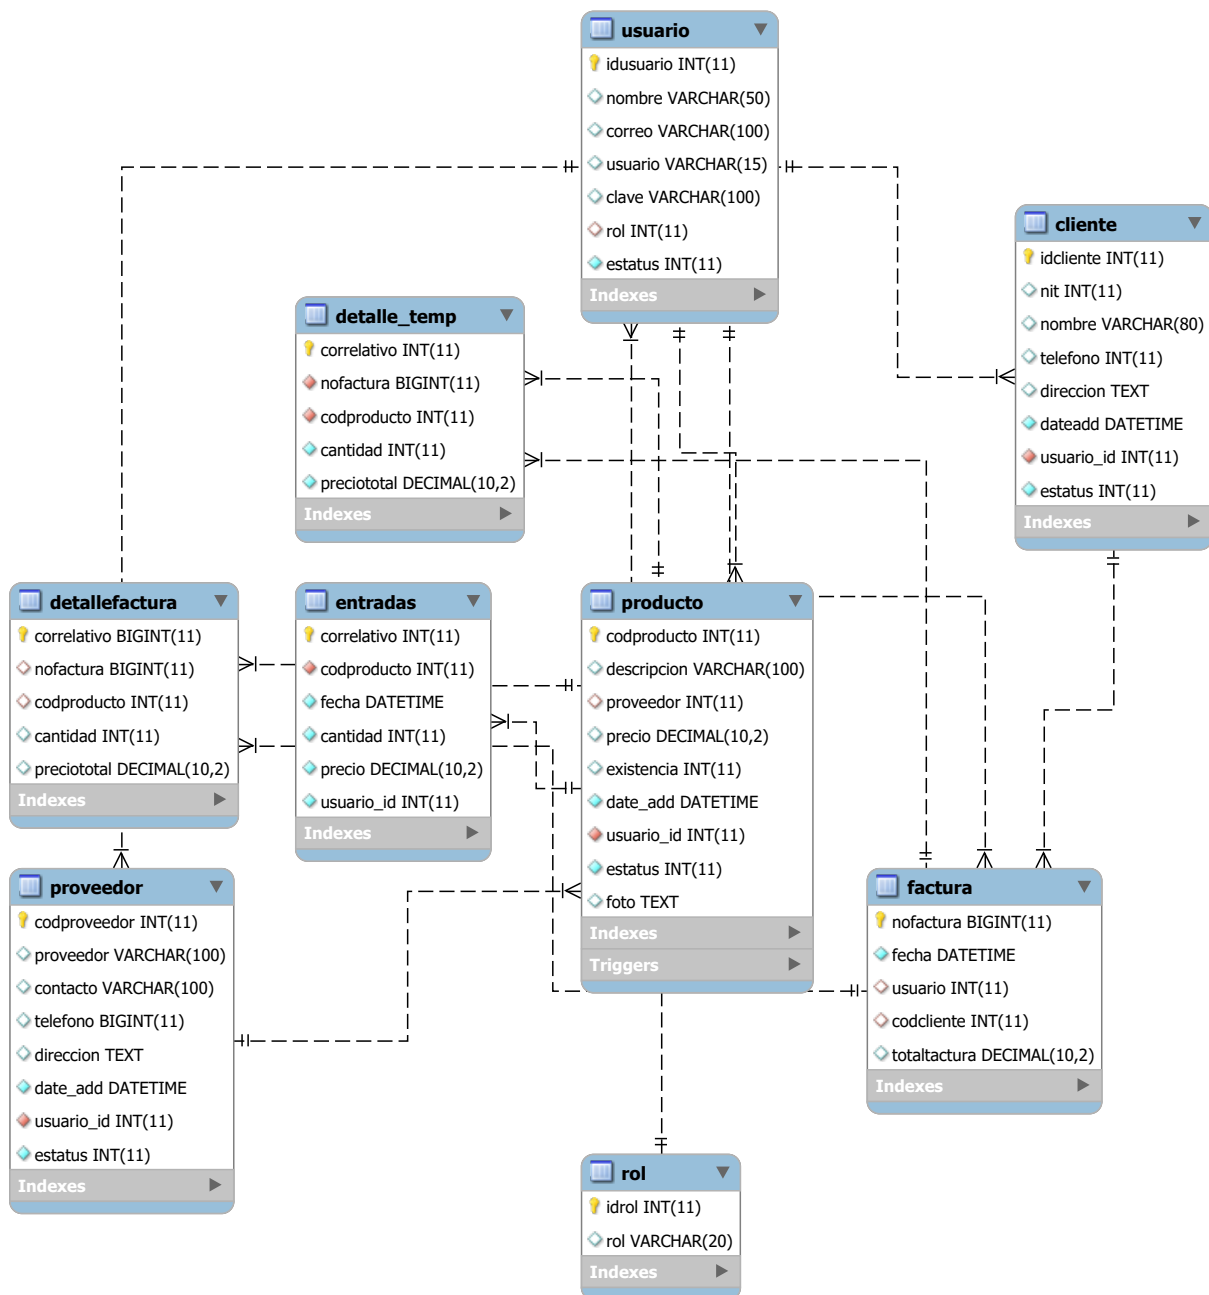 usuario
idusuario INT(11)
nombre VARCHAR(50)
correo VARCHAR(100)
usuario VARCHAR(15)
clave VARCHAR(100)
rol INT(11)
estatus INT(11)
Indexes
cliente
idcliente INT(11)
nit INT(11)
nombre VARCHAR(80)
telefono INT(11)
direccion TEXT
dateadd DATETIME
usuario_id INT(11)
estatus INT(11)
Indexes
detalle_temp
correlativo INT(11)
nofactura BIGINT(11)
codproducto INT(11)
cantidad INT(11)
preciototal DECIMAL(10,2)
Indexes
detallefactura
correlativo BIGINT(11)
nofactura BIGINT(11)
codproducto INT(11)
cantidad INT(11)
preciototal DECIMAL(10,2)
Indexes
entradas
correlativo INT(11)
codproducto INT(11)
fecha DATETIME
cantidad INT(11)
precio DECIMAL(10,2)
usuario_id INT(11)
Indexes
producto
codproducto INT(11)
descripcion VARCHAR(100)
proveedor INT(11)
precio DECIMAL(10,2)
existencia INT(11)
date_add DATETIME
usuario_id INT(11)
estatus INT(11)
foto TEXT
Indexes
Triggers
proveedor
codproveedor INT(11)
proveedor VARCHAR(100)
contacto VARCHAR(100)
telefono BIGINT(11)
direccion TEXT
date_add DATETIME
usuario_id INT(11)
estatus INT(11)
Indexes
factura
nofactura BIGINT(11)
fecha DATETIME
usuario INT(11)
codcliente INT(11)
totaltactura DECIMAL(10,2)
Indexes
rol
idrol INT(11)
rol VARCHAR(20)
Indexes